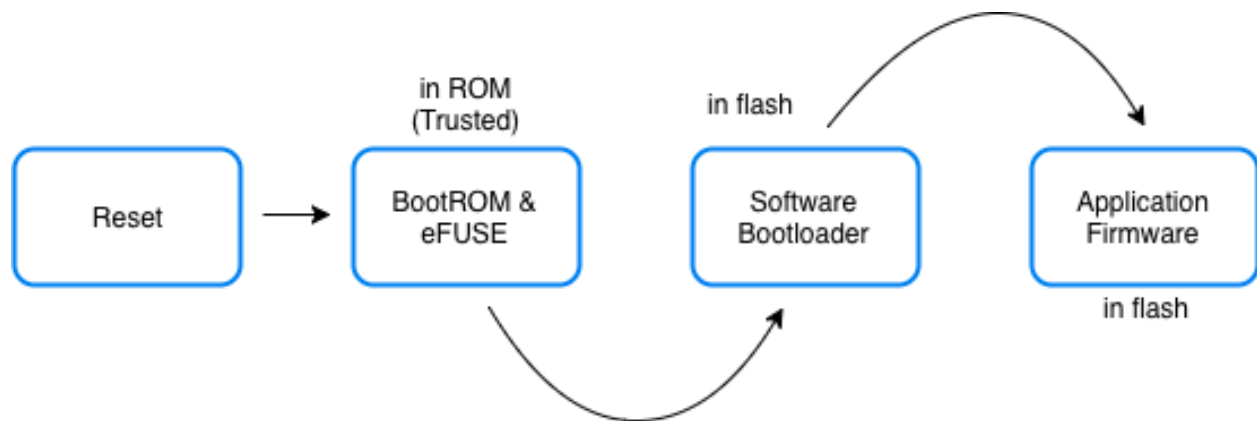 Reset
in ROM
(Trusted)
BootROM &
eFUSE
in flash
Software
Bootloader
Application
Firmware
in flash